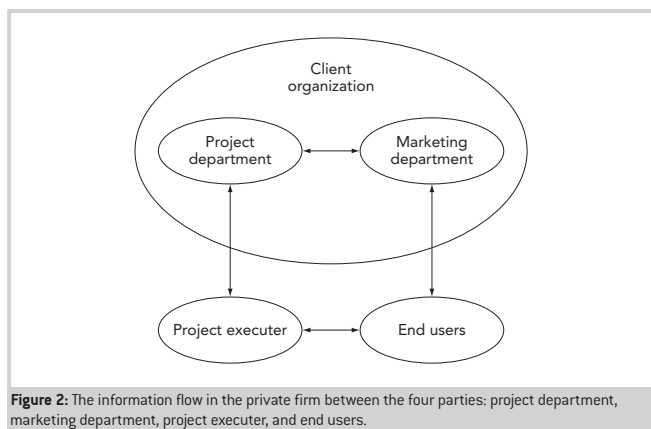 Client
organization
Project
department
Marketing
department
Project executer
End users
Figure 2: The information flow in the private firm between the four parties: project department,
marketing department, project executer, and end users.